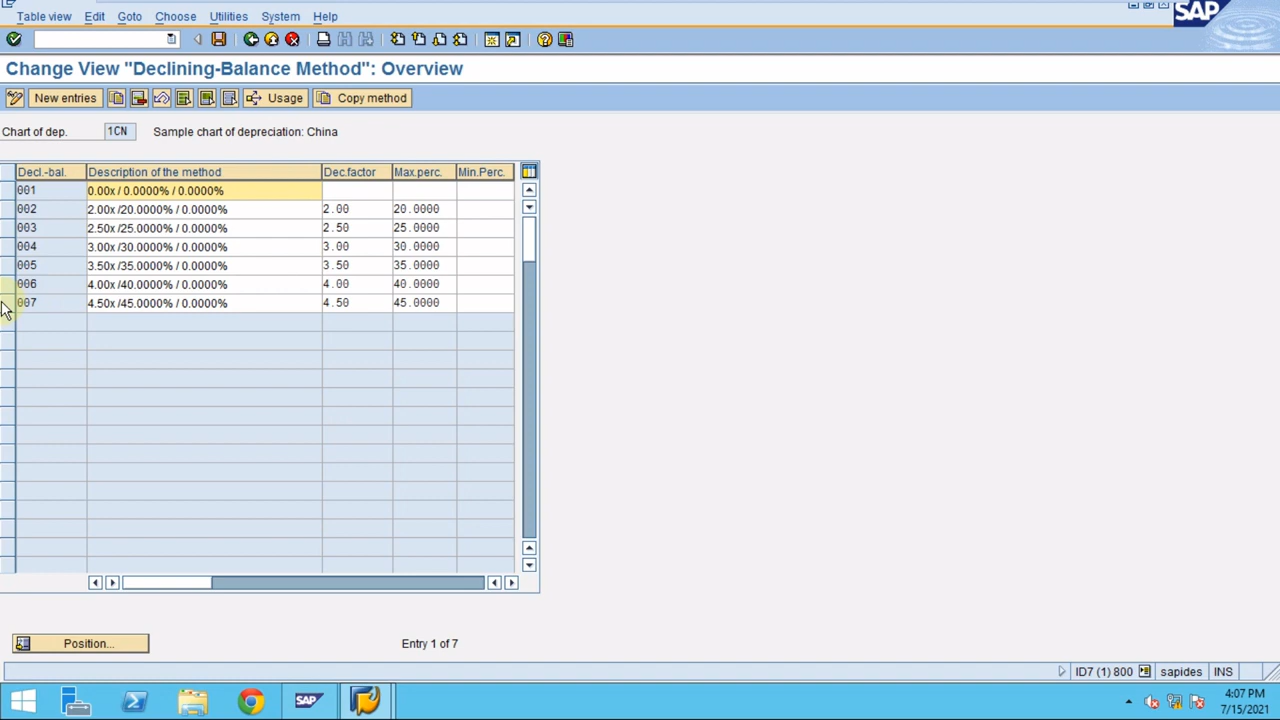 Table view Edit Goto Choose Utilities System Help
SAP
Change View "Declining-Balance Method": Overview
New entries Usage Copy method
Chart of dep. 1CN Sample chart of depreciation: China
Decl.-bal. Description of the method Dec.factor Max.perc. Min.Perc.
001 0.00x / 0.0000% / 0.0000%
002 2.00x /20.0000% / 0.0000% 2.00 20.0000
003 2.50x /25.0000% / 0.0000% 2.50 25.0000
004 3.00x /30.0000% / 0.0000% 3.00 30.0000
005 3.50x /35.0000% / 0.0000% 3.50 35.0000
006 4.00x /40.0000% / 0.0000% 4.00 40.0000
007 4.50x /45.0000% / 0.0000% 4.50 45.0000
Position... Entry 1 of 7
ID7 (1) 800 sapides INS
SAP 4:07 PM
7/15/2021